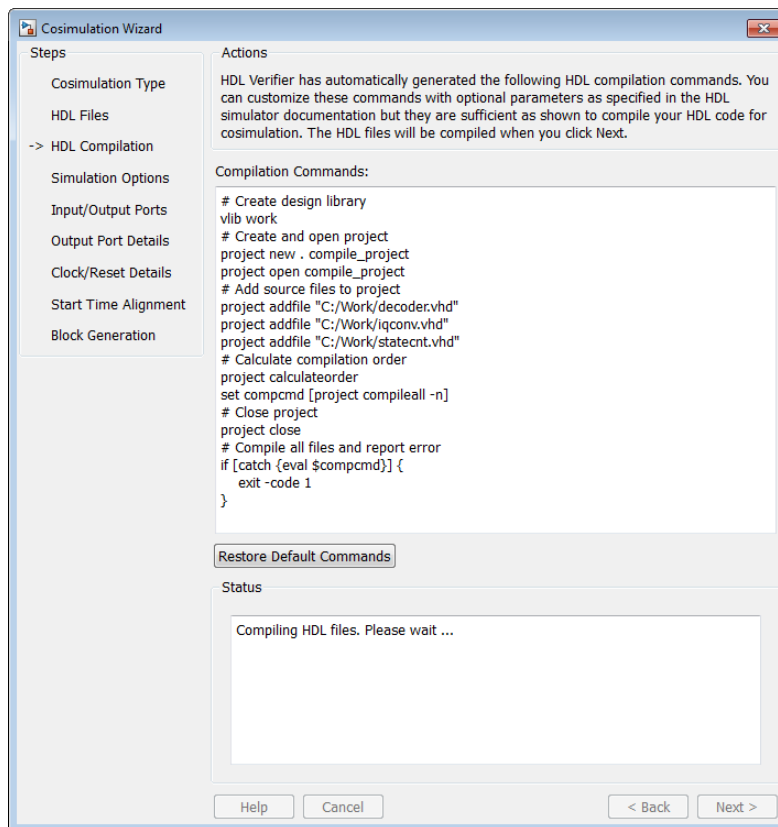 Cosimulation Wizard
Steps
Cosimulation Type
HDL Files
-> HDL Compilation
Simulation Options
Input/Output Ports
Output Port Details
Clock/Reset Details
Start Time Alignment
Block Generation
Actions
HDL Verifier has automatically generated the following HDL compilation commands. You
can customize these commands with optional parameters as specified in the HDL
simulator documentation but they are sufficient as shown to compile your HDL code for
cosimulation. The HDL files will be compiled when you click Next.
Compilation Commands:
# Create design library
vlib work
# Create and open project
project new . compile_project
project open compile_project
# Add source files to project
project addfile "C:/Work/decoder.vhd"
project addfile "C:/Work/iqconv.vhd"
project addfile "C:/Work/statecnt.vhd"
# Calculate compilation order
project calculateorder
set compcmd [project compileall -n]
# Close project
project close
# Compile all files and report error
if [catch {eval $compcmd}] {
    exit -code 1
}
Restore Default Commands
Status
Compiling HDL files. Please wait ...
Help Cancel < Back Next >